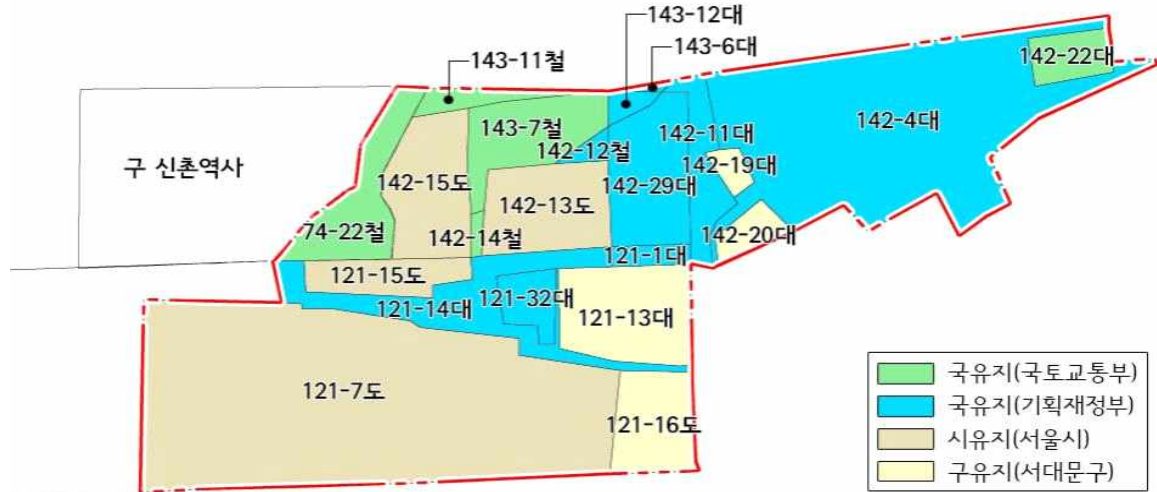 143-12대
143-6대
143-11철
142-22대
143-7철
142-4대
142-11대
142-12철
구 신촌역사
142-19대
142-15도
142-29대
142-13도
74-22철
142-14철
142-20대
121-1대
121-15도
121-32대
121-14대
121-13대
121-7도
121-16도
국유지(국토교통부)
국유지(기획재정부)
시유지(서울시)
구유지(서대문구)